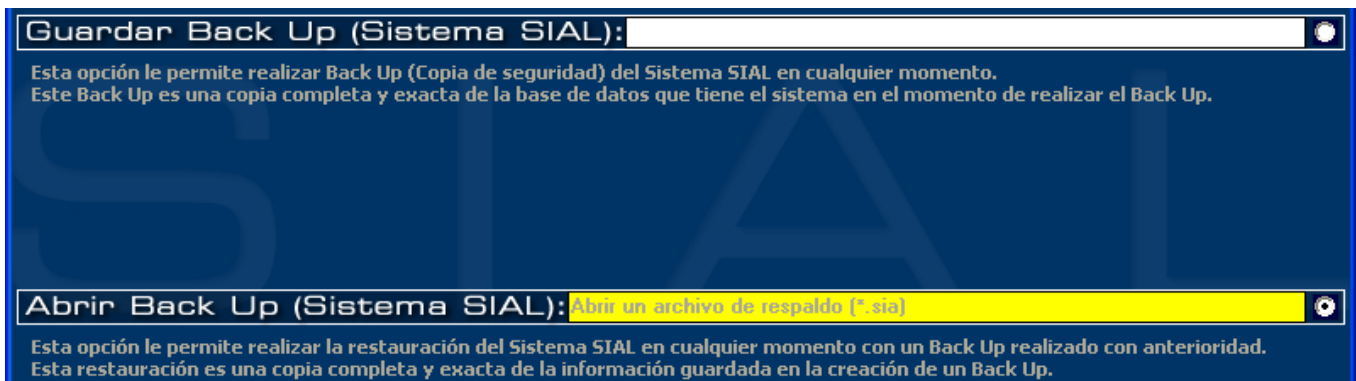 Guardar Back Up (Sistema SIAL):
Esta opción le permite realizar Back Up (Copia de seguridad) del Sistema SIAL en cualquier momento.
Este Back Up es una copia completa y exacta de la base de datos que tiene el sistema en el momento de realizar el Back Up.
SIAL
Abrir Back Up (Sistema SIAL): Abrir un archivo de respaldo (*.sia)
Esta opción le permite realizar la restauración del Sistema SIAL en cualquier momento con un Back Up realizado con anterioridad.
Esta restauración es una copia completa y exacta de la información guardada en la creación de un Back Up.